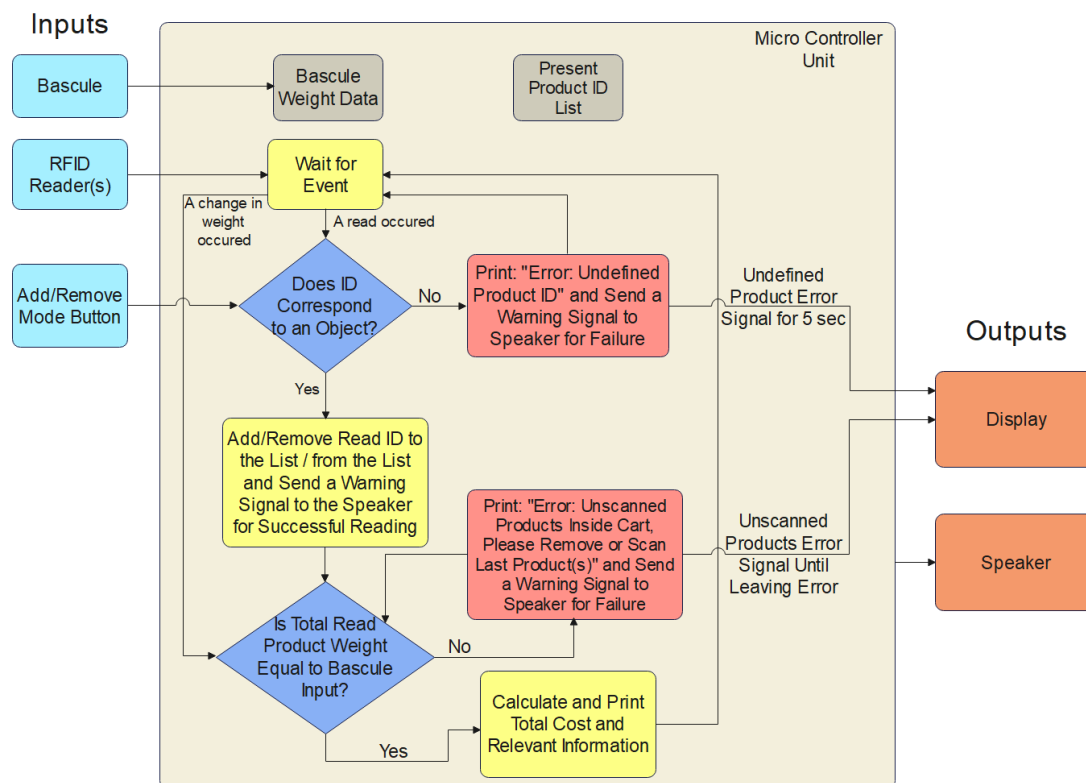 Inputs
Micro Controller
Unit
Bascule
Bascule
Weight Data
Present
Product ID
List
RFID
Reader(s)
Wait for
Event
A change in
weight
occured
A read occured
Add/Remove
Mode Button
Does ID
Correspond
to an Object?
No
Print: "Error: Undefined
Product ID" and Send a
Warning Signal to
Speaker for Failure
Undefined
Product Error
Signal for 5 sec
Outputs
Display
Yes
Add/Remove Read ID to
the List / from the List
and Send a Warning
Signal to the Speaker
for Successful Reading
Print: "Error: Unscanned
Products Inside Cart,
Please Remove or Scan
Last Product(s)" and Send
a Warning Signal to
Speaker for Failure
Unscanned
Products Error
Signal Until
Leaving Error
Speaker
Is Total Read
Product Weight
Equal to Bascule
Input?
No
Yes
Calculate and Print
Total Cost and
Relevant Information